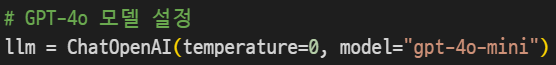 # GPT-4o 모델 설정
llm = ChatOpenAI(temperature=0, model="gpt-4o-mini")